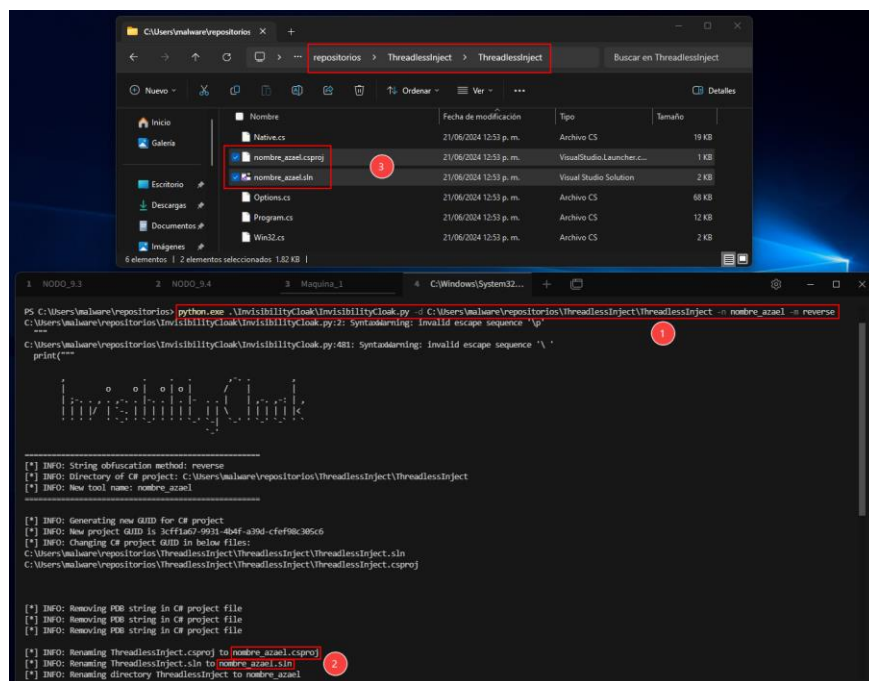 C:\Users\malware\repositorios
repositorios > ThreadlessInject > ThreadlessInject
Buscar en ThreadlessInject
Nuevo
Ordenar
Ver
Detalles
Inicio
Galería
Escritorio
Descargas
Documentos
Imágenes
Nombre Fecha de modificación Tipo Tamaño
Native.cs 21/06/2024 12:53 p. m. Archivo CS 19 KB
nombre_azael.csproj 21/06/2024 12:53 p. m. VisualStudio.Launcher.c... 1 KB
nombre_azael.sln 21/06/2024 12:53 p. m. Visual Studio Solution 2 KB
Options.cs 21/06/2024 12:53 p. m. Archivo CS 68 KB
Program.cs 21/06/2024 12:53 p. m. Archivo CS 12 KB
Win32.cs 21/06/2024 12:53 p. m. Archivo CS 2 KB
3
6 elementos | 2 elementos seleccionados 1.82 KB |
1 NODO_9.3 2 NODO_9.4 3 Maquina_1 4 C:\Windows\System32...
PS C:\Users\malware\repositorios> python.exe .\InvisibilityCloak\InvisibilityCloak.py -d C:\Users\malware\repositorios\ThreadlessInject\ThreadlessInject -n nombre_azael -m reverse
1
C:\Users\malware\repositorios\InvisibilityCloak\InvisibilityCloak.py:2: SyntaxWarning: invalid escape sequence '\p'
"""
C:\Users\malware\repositorios\InvisibilityCloak\InvisibilityCloak.py:481: SyntaxWarning: invalid escape sequence '\ '
print("""
[*] INFO: String obfuscation method: reverse
[*] INFO: Directory of C# project: C:\Users\malware\repositorios\ThreadlessInject\ThreadlessInject
[*] INFO: New tool name: nombre_azael
[*] INFO: Generating new GUID for C# project
[*] INFO: New project GUID is 3cff1a67-9931-4b4f-a39d-cfef98c305c6
[*] INFO: Changing C# project GUID in below files:
C:\Users\malware\repositorios\ThreadlessInject\ThreadlessInject\ThreadlessInject.sln
C:\Users\malware\repositorios\ThreadlessInject\ThreadlessInject\ThreadlessInject.csproj
[*] INFO: Removing PDB string in C# project file
[*] INFO: Removing PDB string in C# project file
[*] INFO: Removing PDB string in C# project file
[*] INFO: Renaming ThreadlessInject.csproj to nombre_azael.csproj
[*] INFO: Renaming ThreadlessInject.sln to nombre_azael.sln
2
[*] INFO: Renaming directory ThreadlessInject to nombre_azael